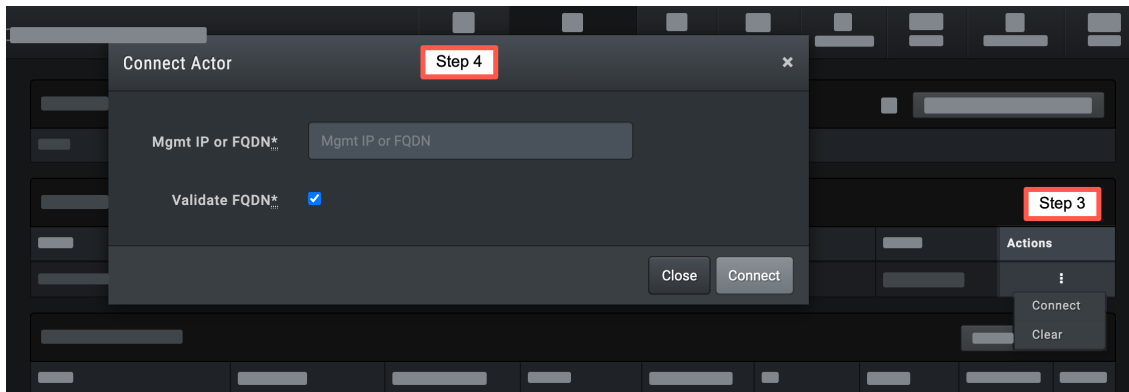 Connect Actor
Step 4
×
Mgmt IP or FQDN*
Mgmt IP or FQDN
Validate FQDN*
Step 3
Actions
Close
Connect
Connect
Clear